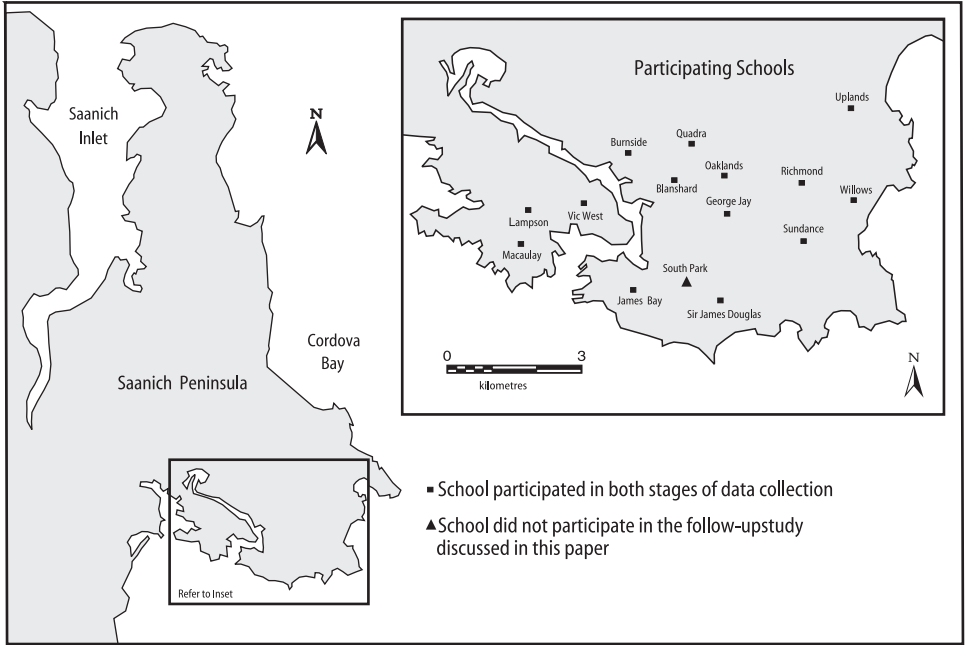 Saanich
Inlet
N
Saanich Peninsula
Cordova
Bay
Refer to Inset
Participating Schools
Uplands
Quadra
Burnside
Oaklands
Richmond
Blanshard
Willows
George Jay
Lampson
Vic West
Sundance
Macaulay
South Park
James Bay
Sir James Douglas
0 3
kilometres
N
School participated in both stages of data collection
School did not participate in the follow-upstudy
discussed in this paper